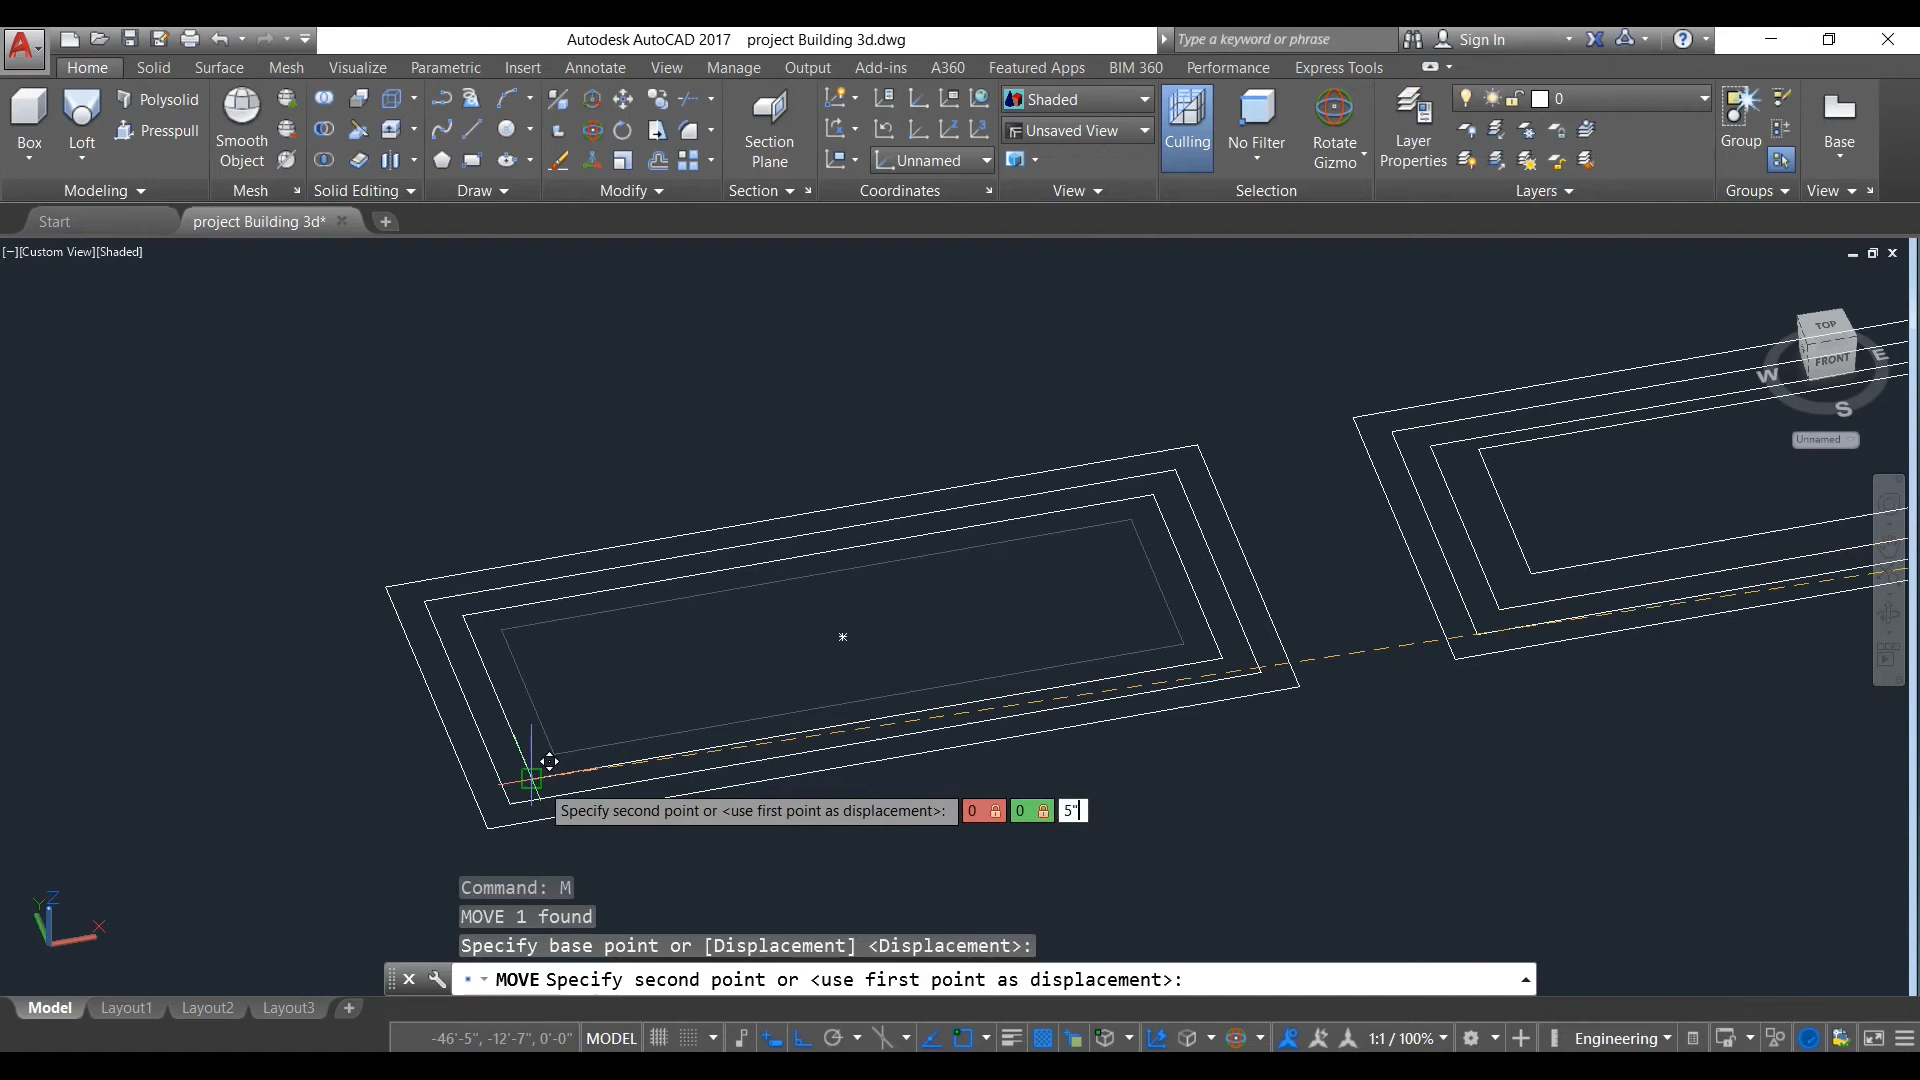 Autodesk AutoCAD 2017 project Building 3d.dwg
Type a keyword or phrase
Sign In
Home Solid Surface Mesh Visualize Parametric Insert Annotate View Manage Output Add-ins A360 Featured Apps BIM 360 Performance Express Tools
Box
Loft
Polysolid
Presspull
Smooth
Object
Section
Plane
Unnamed
Shaded
Unsaved View
Culling
No Filter
Rotate
Gizmo
Layer
Properties
0
Group
Base
Modeling Mesh Solid Editing Draw Modify Section Coordinates View Selection Layers Groups View
Start project Building 3d*
[−][Custom View][Shaded]
TOP
FRONT
W
E
S
Unnamed
Specify second point or <use first point as displacement>: 0 0 5"
Command: M
MOVE 1 found
Specify base point or [Displacement] <Displacement>:
MOVE Specify second point or <use first point as displacement>:
Y Z X
Model Layout1 Layout2 Layout3
-46'-5", -12'-7", 0'-0" MODEL 1:1 / 100% Engineering